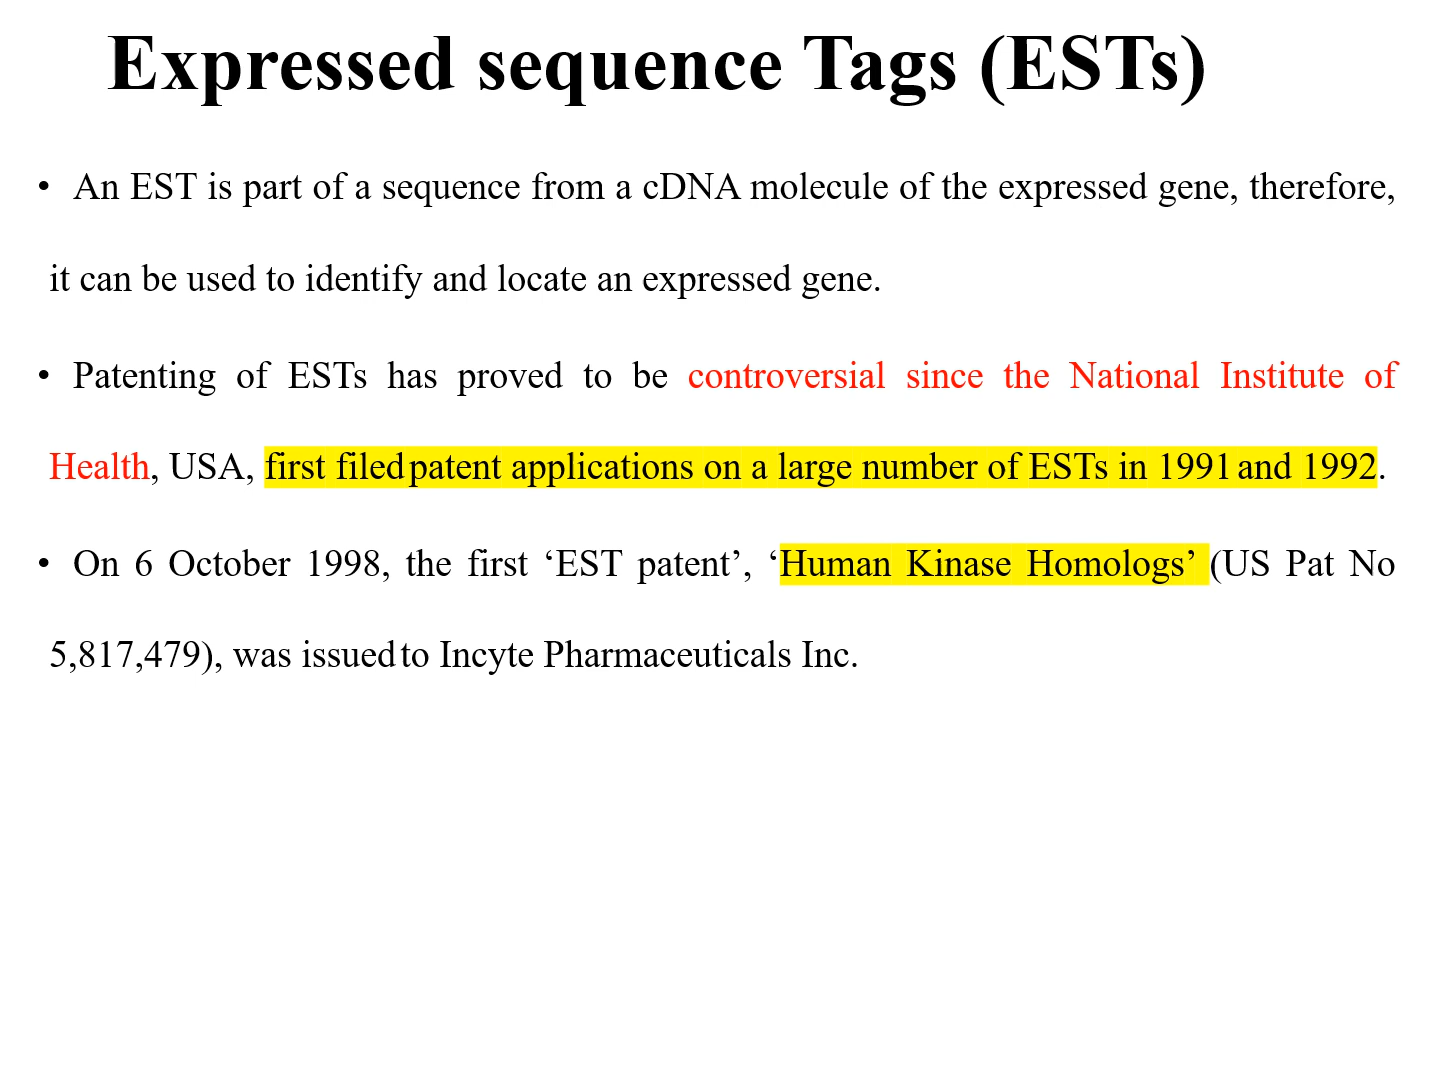 Expressed sequence Tags (ESTs)
• An EST is part of a sequence from a cDNA molecule of the expressed gene, therefore,
it can be used to identify and locate an expressed gene.
• Patenting of ESTs has proved to be controversial since the National Institute of
Health, USA, first filed patent applications on a large number of ESTs in 1991 and 1992.
• On 6 October 1998, the first ‘EST patent’, ‘Human Kinase Homologs’ (US Pat No
5,817,479), was issued to Incyte Pharmaceuticals Inc.